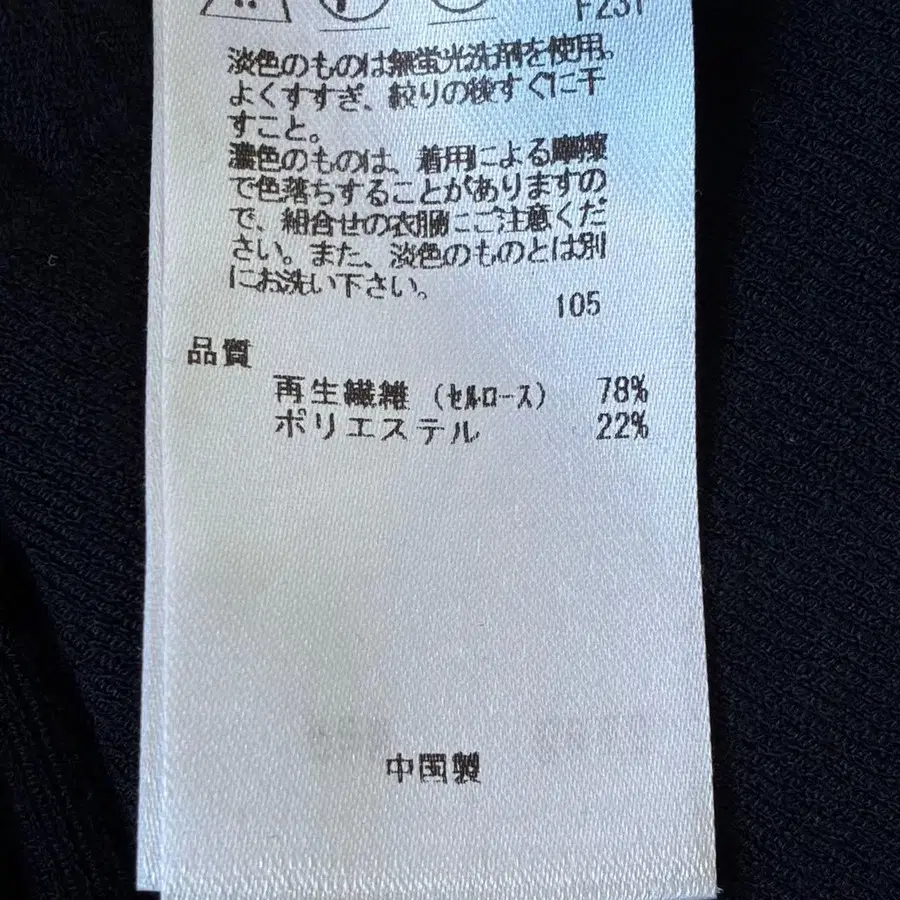 F231
淡色のものは無蛍光洗剤を使用。
よくすすぎ、絞りの後すぐに干
すこと。
濃色のものは、着用による摩擦
で色落ちすることがありますの
で、組合せの衣服にご注意くだ
さい。また、淡色のものとは別
にお洗い下さい。
105
品質
再生繊維（セルロース） 78%
ポリエステル 22%
中国製